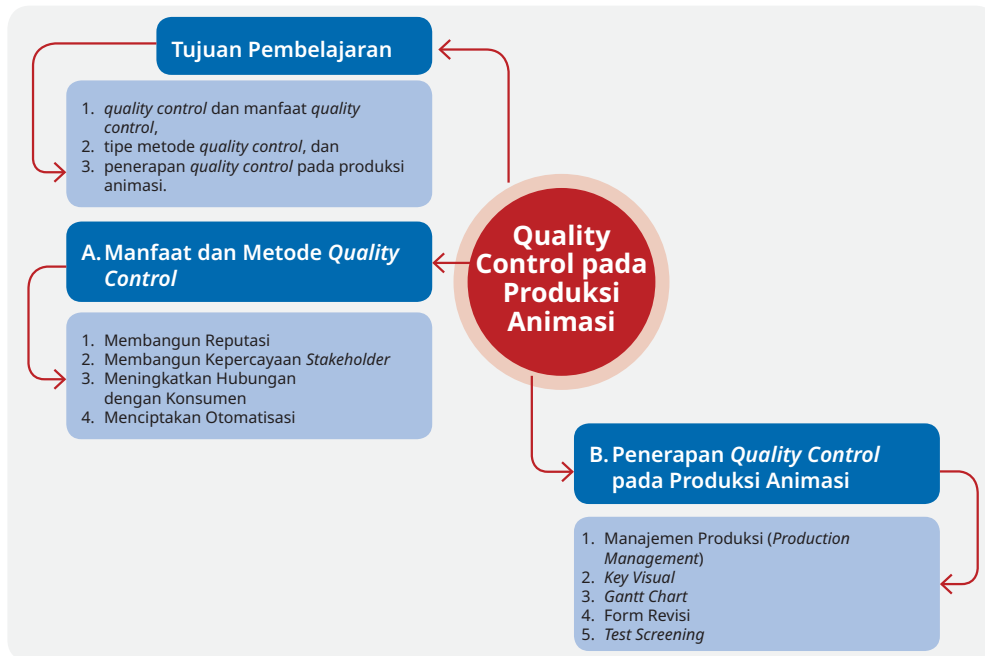 Tujuan Pembelajaran
1. quality control dan manfaat quality
control,
2. tipe metode quality control, dan
3. penerapan quality control pada produksi
animasi.
A. Manfaat dan Metode Quality
Control
1. Membangun Reputasi
2. Membangun Kepercayaan Stakeholder
3. Meningkatkan Hubungan
dengan Konsumen
4. Menciptakan Otomatisasi
Quality
Control pada
Produksi
Animasi
B. Penerapan Quality Control
pada Produksi Animasi
1. Manajemen Produksi (Production
Management)
2. Key Visual
3. Gantt Chart
4. Form Revisi
5. Test Screening